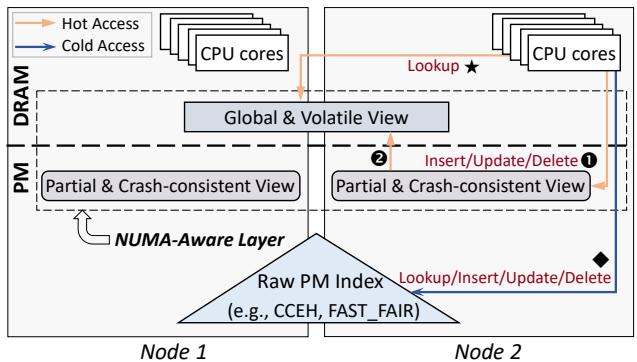 Hot Access
Cold Access
CPU cores
CPU cores
Lookup ★
DRAM
Global & Volatile View
❷
Insert/Update/Delete ❶
PM
Partial & Crash-consistent View
Partial & Crash-consistent View
NUMA-Aware Layer
◆
Raw PM Index
Lookup/Insert/Update/Delete
(e.g., CCEH, FAST_FAIR)
Node 1
Node 2